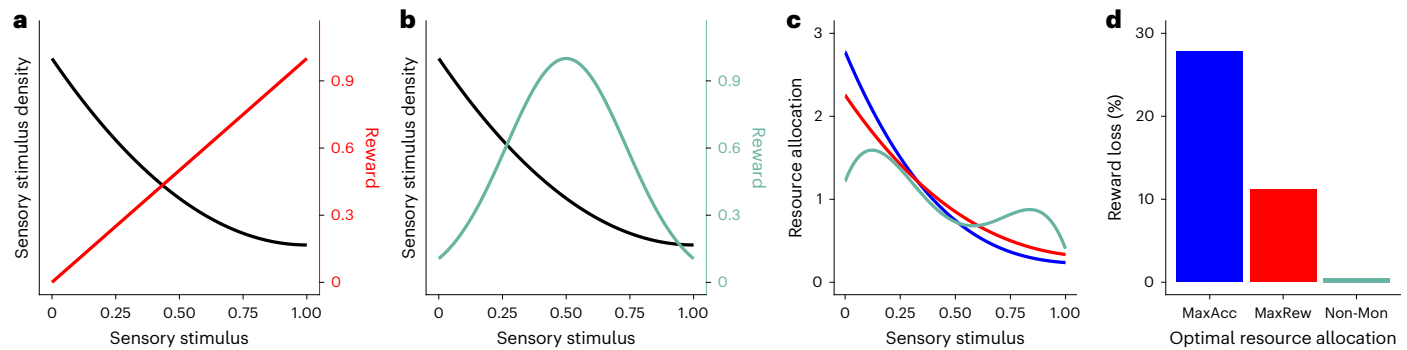 a
Sensory stimulus density
0.9
0.6
0.3
0
Reward
0
0.25
0.50
0.75
1.00
Sensory stimulus
b
Sensory stimulus density
0.9
0.6
0.3
0
Reward
0
0.25
0.50
0.75
1.00
Sensory stimulus
c
Resource allocation
3
2
1
0
0
0.25
0.50
0.75
1.00
Sensory stimulus
d
Reward loss (%)
30
20
10
0
MaxAcc
MaxRew
Non-Mon
Optimal resource allocation